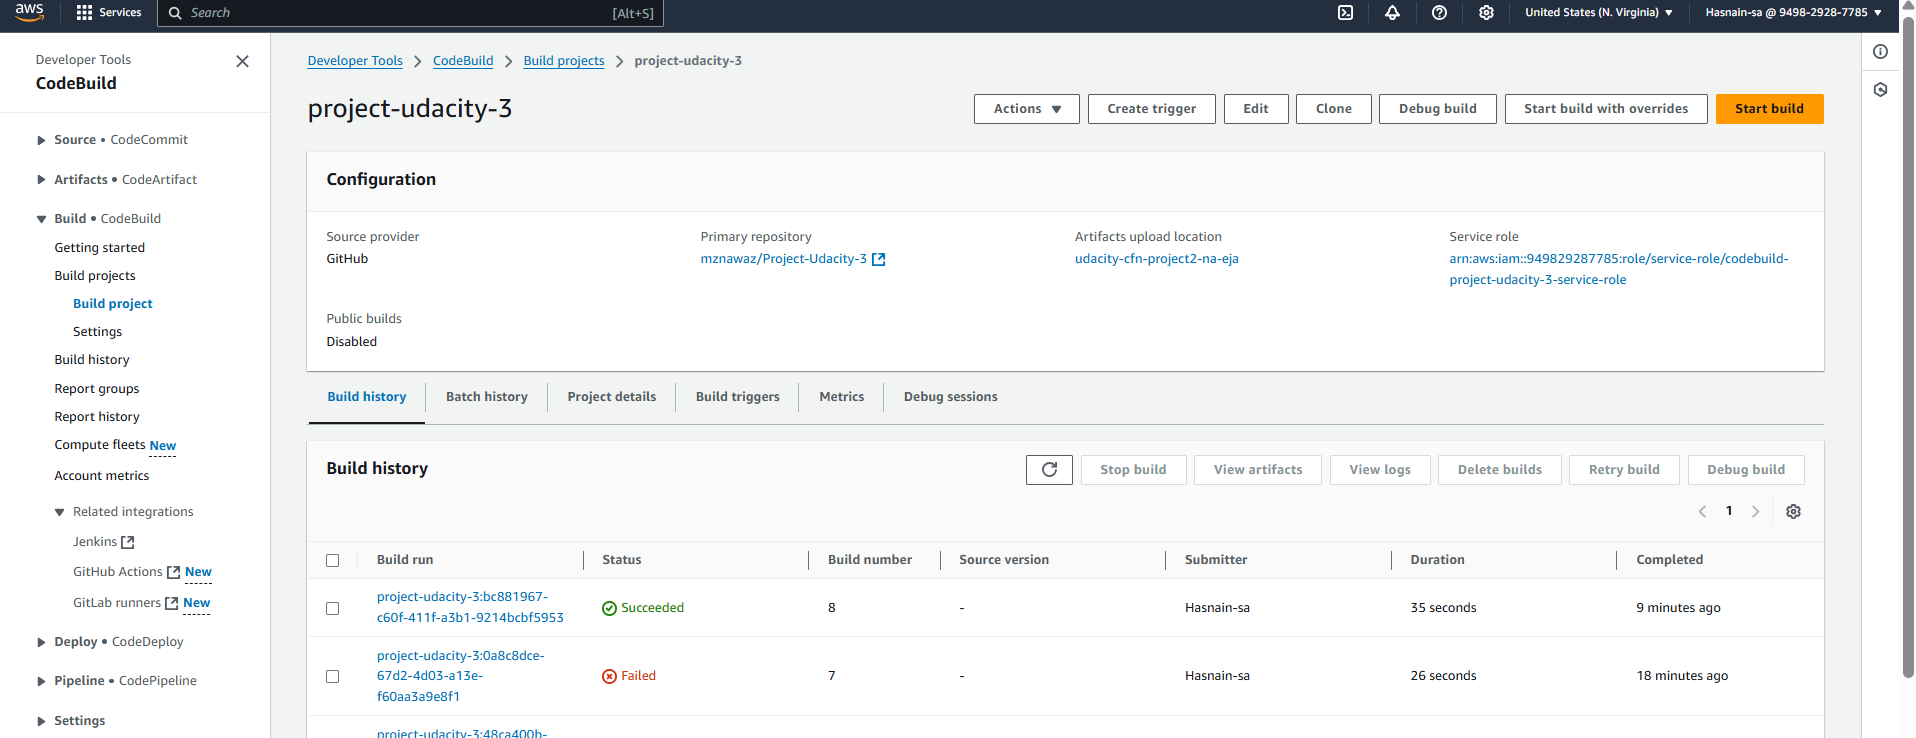 aws
Services
Search
[Alt+S]
United States (N. Virginia)
Hasnain-sa @ 9498-2928-7785
Developer Tools
CodeBuild
Source • CodeCommit
Artifacts • CodeArtifact
Build • CodeBuild
Getting started
Build projects
Build project
Settings
Build history
Report groups
Report history
Compute fleets New
Account metrics
Related integrations
Jenkins
GitHub Actions New
GitLab runners New
Deploy • CodeDeploy
Pipeline • CodePipeline
Settings
Developer Tools > CodeBuild > Build projects > project-udacity-3
project-udacity-3
Actions
Create trigger
Edit
Clone
Debug build
Start build with overrides
Start build
Configuration
Source provider
GitHub
Primary repository
mznawaz/Project-Udacity-3
Artifacts upload location
udacity-cfn-project2-na-eja
Service role
arn:aws:iam::949829287785:role/service-role/codebuild-
project-udacity-3-service-role
Public builds
Disabled
Build history
Batch history
Project details
Build triggers
Metrics
Debug sessions
Build history
Stop build
View artifacts
View logs
Delete builds
Retry build
Debug build
1
Build run
Status
Build number
Source version
Submitter
Duration
Completed
project-udacity-3:bc881967-
c60f-411f-a3b1-9214bcbf5953
Succeeded
8
-
Hasnain-sa
35 seconds
9 minutes ago
project-udacity-3:0a8c8dce-
67d2-4d03-a13e-
f60aa3a9e8f1
Failed
7
-
Hasnain-sa
26 seconds
18 minutes ago
project-udacity-3:48ca400b-